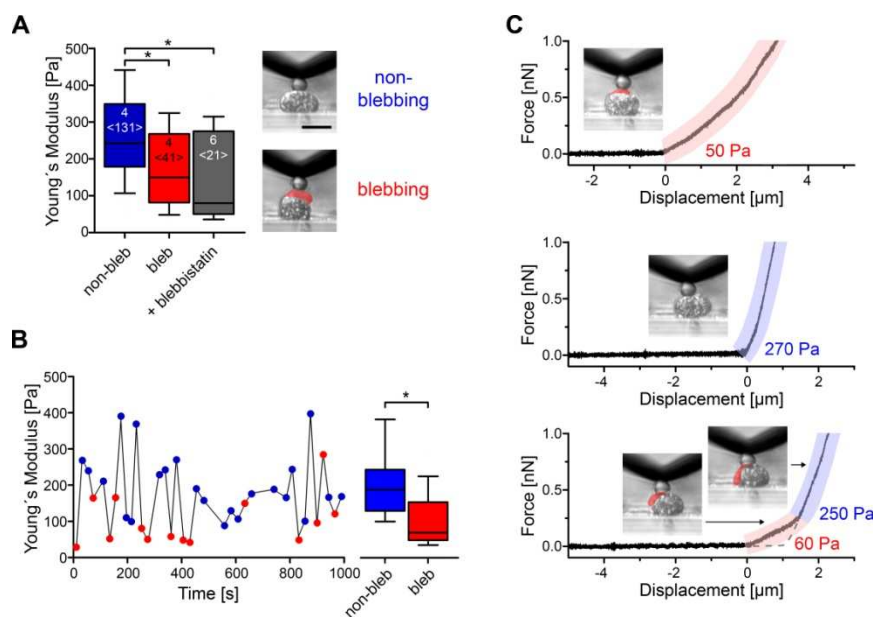 A
Young´s Modulus [Pa]
500
400
300
200
100
0
4
<131>
4
<41>
6
<21>
*
*
non-bleb
bleb
+ blebbistatin
non-
blebbing
blebbing
B
Young´s Modulus [Pa]
500
400
300
200
100
0
0
200
400
600
800
1000
Time [s]
*
non-bleb
bleb
C
Force [nN]
1.0
0.5
0.0
50 Pa
-2
0
2
4
Displacement [µm]
Force [nN]
1.0
0.5
0.0
270 Pa
-4
-2
0
2
Displacement [µm]
Force [nN]
1.0
0.5
0.0
250 Pa
60 Pa
-4
-2
0
2
Displacement [µm]